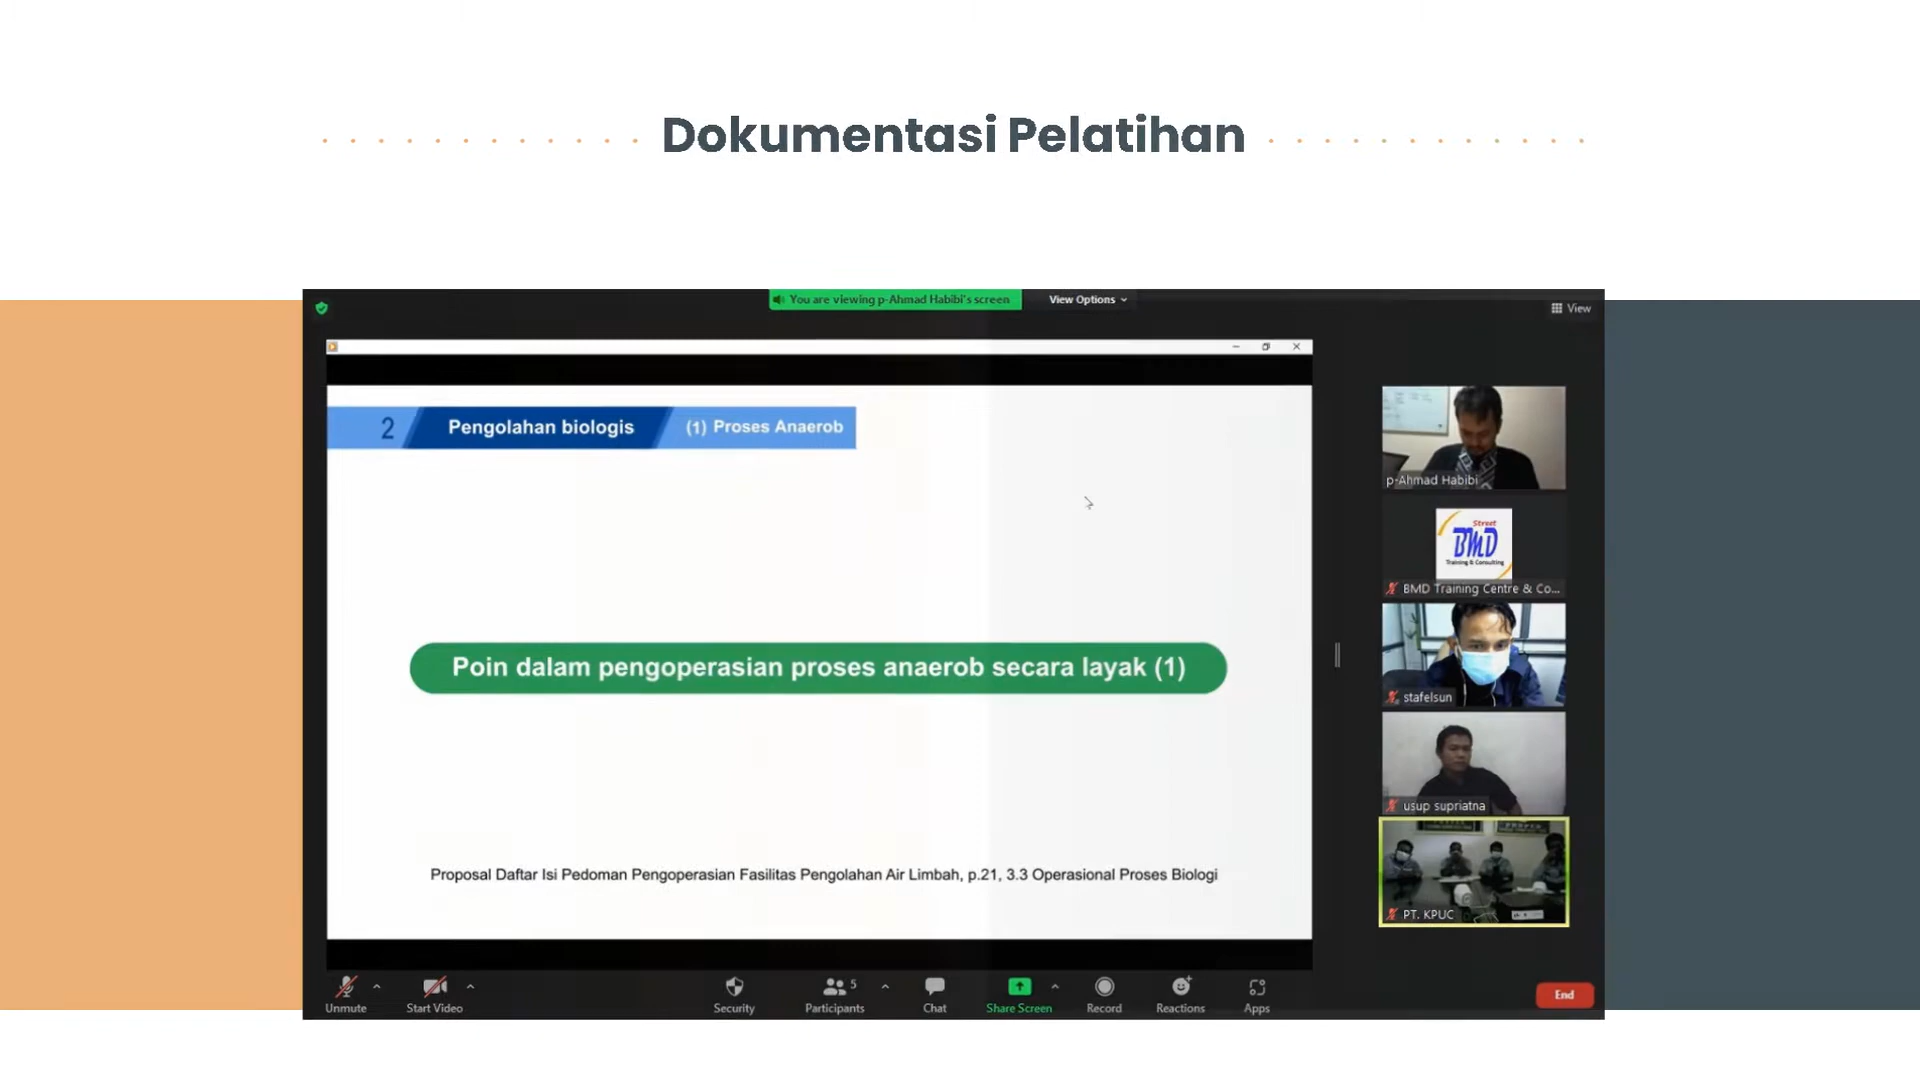 Dokumentasi Pelatihan
You are viewing p-Ahmad Habibi's screen
View Options
View
2
Pengolahan biologis
(1) Proses Anaerob
Poin dalam pengoperasian proses anaerob secara layak (1)
Proposal Daftar Isi Pedoman Pengoperasian Fasilitas Pengolahan Air Limbah, p.21, 3.3 Operasional Proses Biologi
p-Ahmad Habibi
Street
BMD
Training & Consulting
BMD Training Centre & Co...
stafelsun
usup supriatna
PT. KPUC
Unmute
Start Video
Security
Participants
5
Chat
Share Screen
Record
Reactions
Apps
End